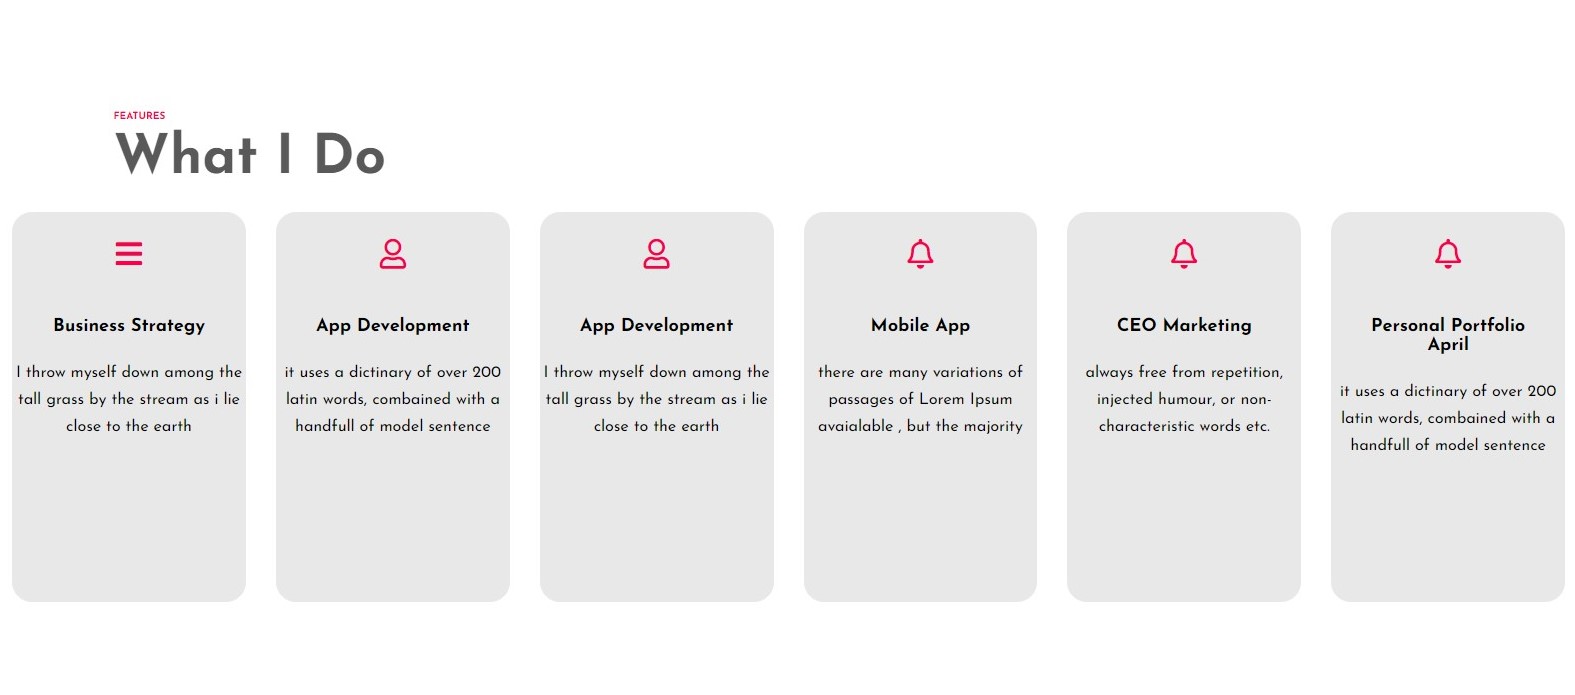 FEATURES
What I Do
Business Strategy
I throw myself down among the
tall grass by the stream as i lie
close to the earth
App Development
it uses a dictinary of over 200
latin words, combained with a
handfull of model sentence
App Development
I throw myself down among the
tall grass by the stream as i lie
close to the earth
Mobile App
there are many variations of
passages of Lorem Ipsum
avaialable , but the majority
CEO Marketing
always free from repetition,
injected humour, or non-
characteristic words etc.
Personal Portfolio
April
it uses a dictinary of over 200
latin words, combained with a
handfull of model sentence